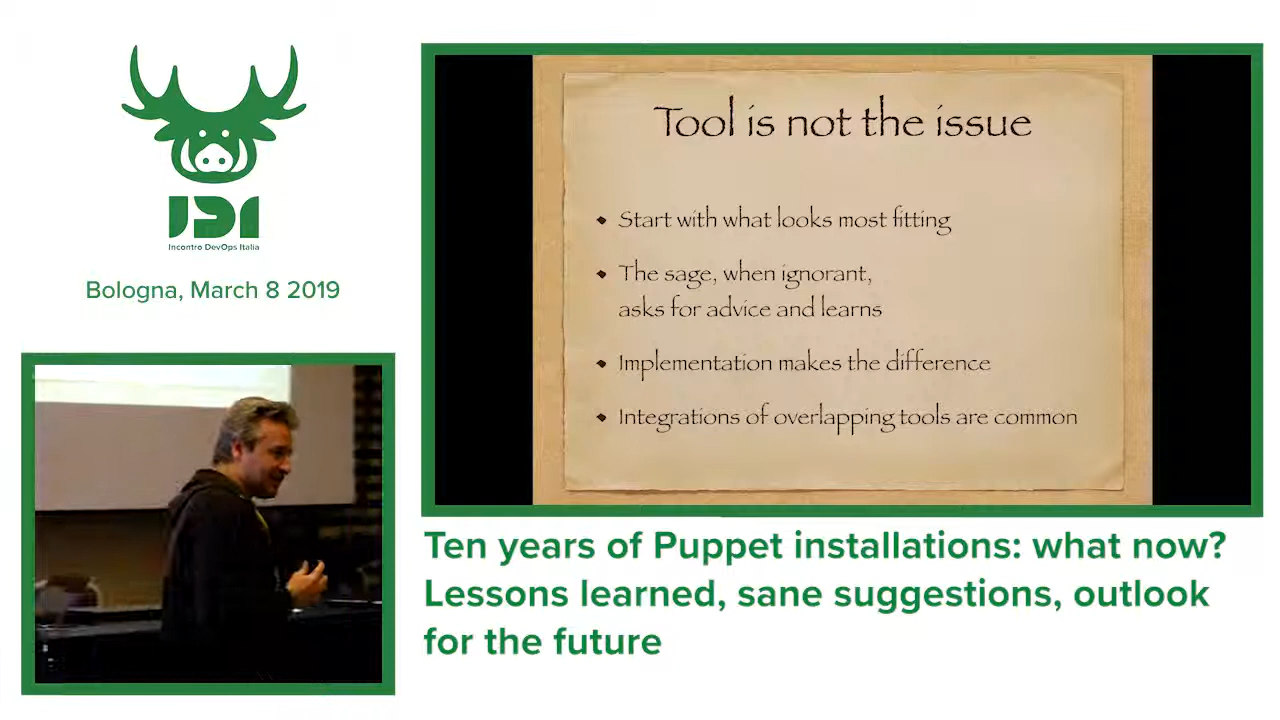 IDI
Incontro DevOps Italia
Bologna, March 8 2019
Tool is not the issue
Start with what looks most fitting
The sage, when ignorant,
asks for advice and learns
Implementation makes the difference
Integrations of overlapping tools are common
Ten years of Puppet installations: what now?
Lessons learned, sane suggestions, outlook
for the future